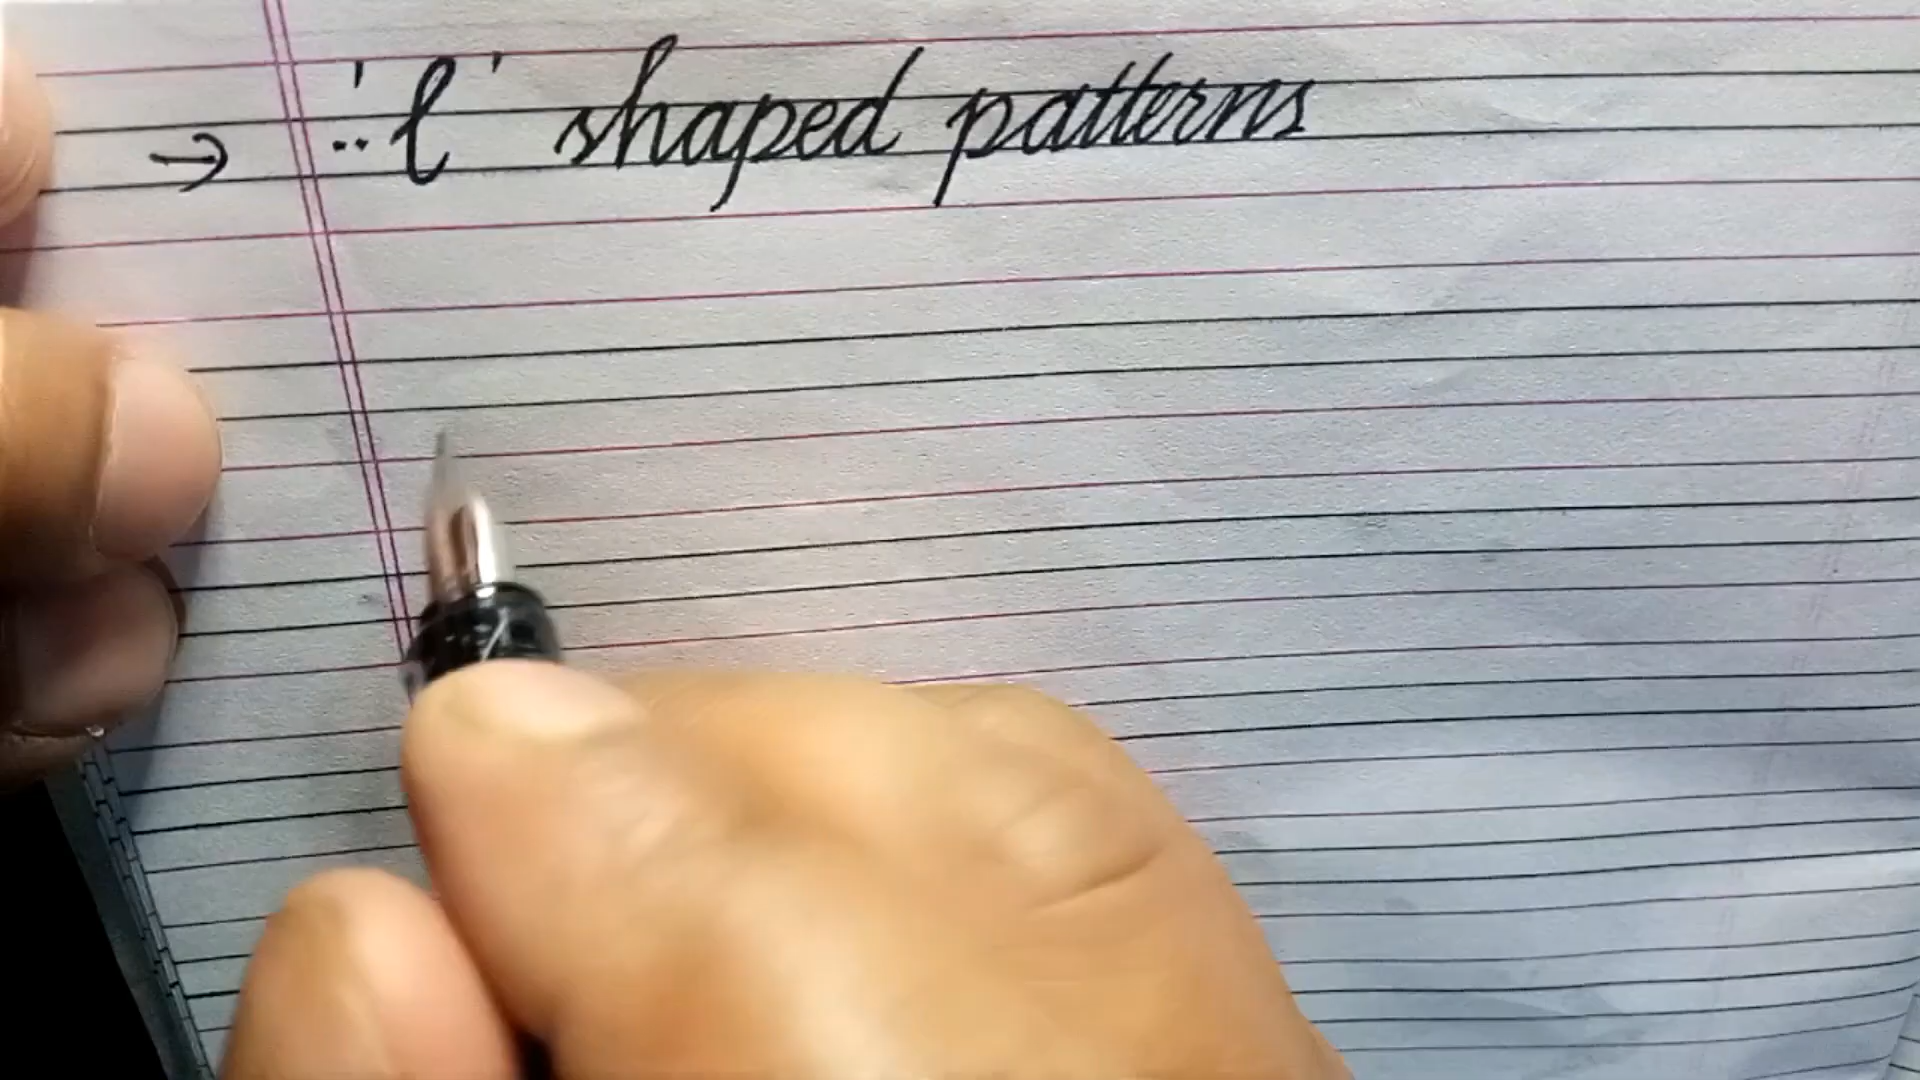 → 'l' shaped patterns